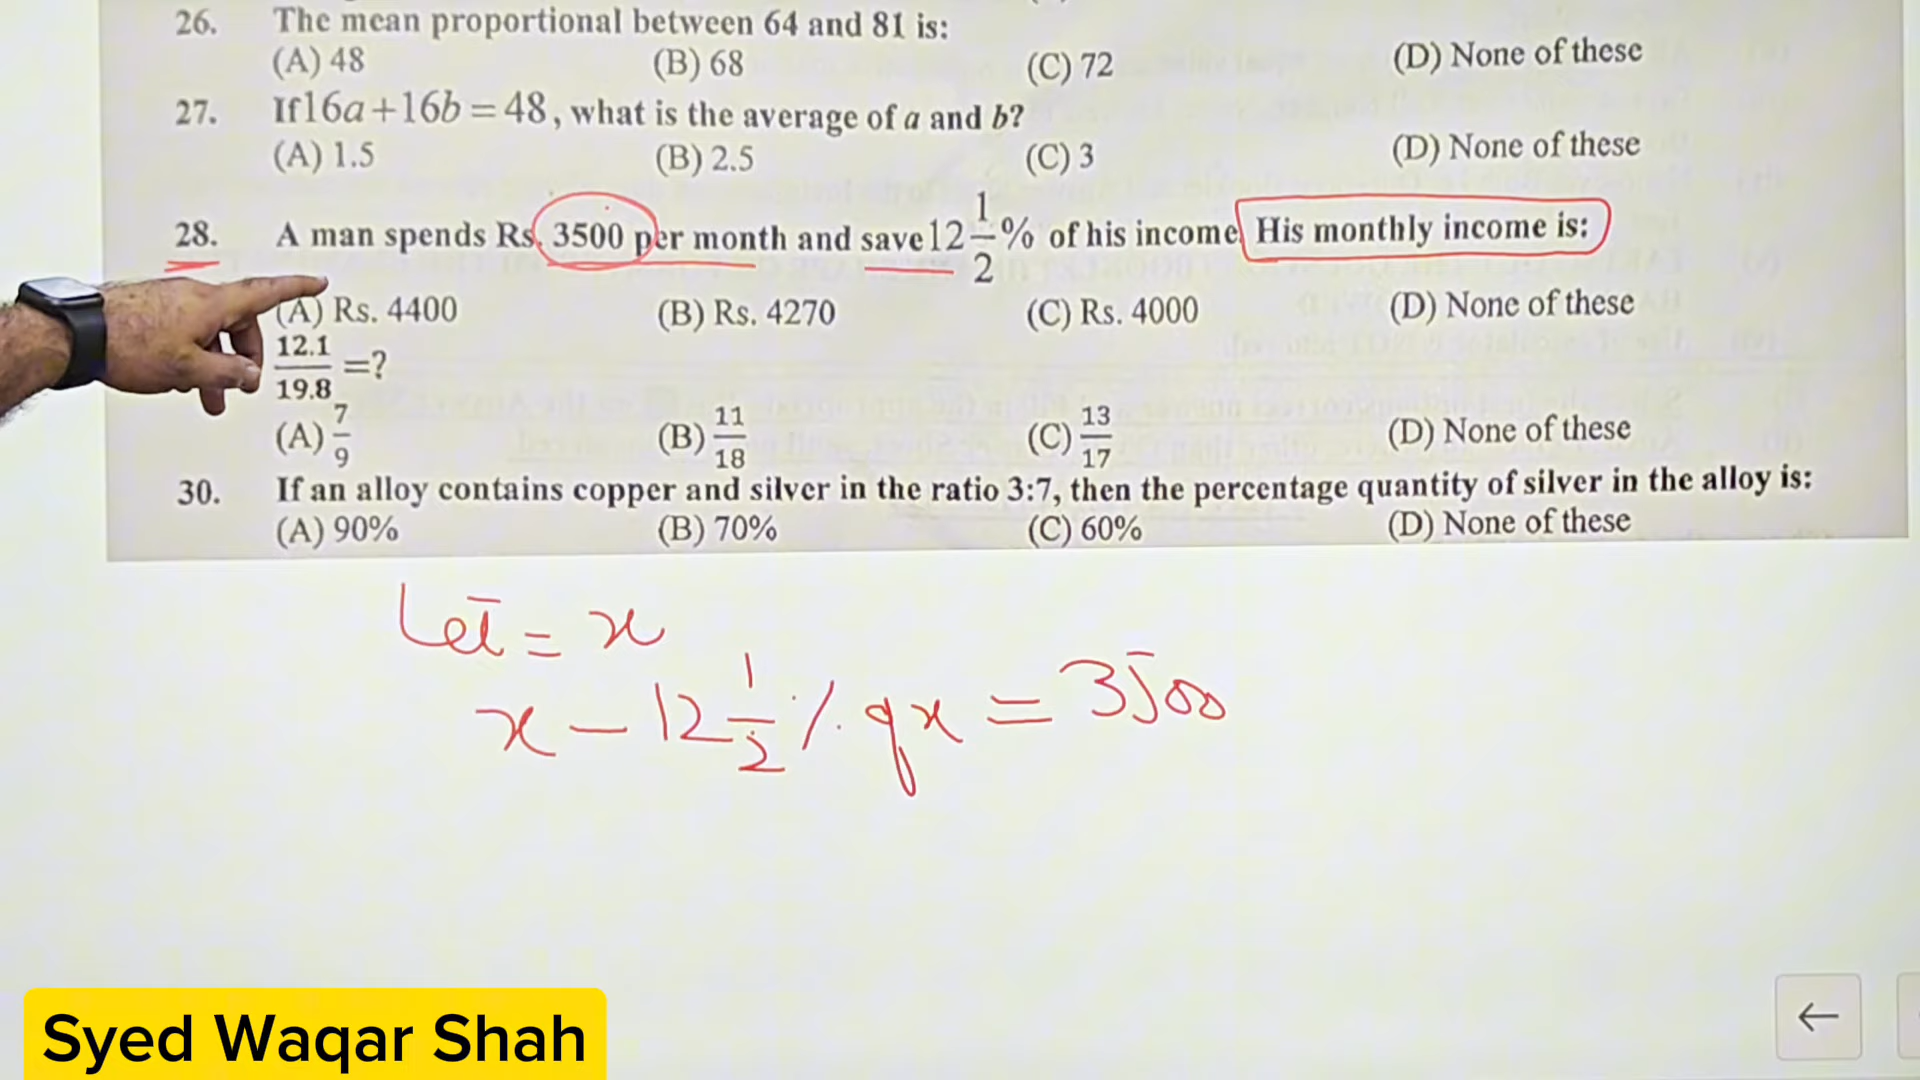 26. The mean proportional between 64 and 81 is:
(A) 48 (B) 68 (C) 72 (D) None of these
27. If 16a+16b=48, what is the average of a and b?
(A) 1.5 (B) 2.5 (C) 3 (D) None of these
28. A man spends Rs. 3500 per month and save 12 1/2 % of his income. His monthly income is:
(A) Rs. 4400 (B) Rs. 4270 (C) Rs. 4000 (D) None of these
12.1/19.8 =?
(A) 7/9 (B) 11/18 (C) 13/17 (D) None of these
30. If an alloy contains copper and silver in the ratio 3:7, then the percentage quantity of silver in the alloy is:
(A) 90% (B) 70% (C) 60% (D) None of these
Let = x
x - 12 1/2 % of x = 3500
Syed Waqar Shah
←